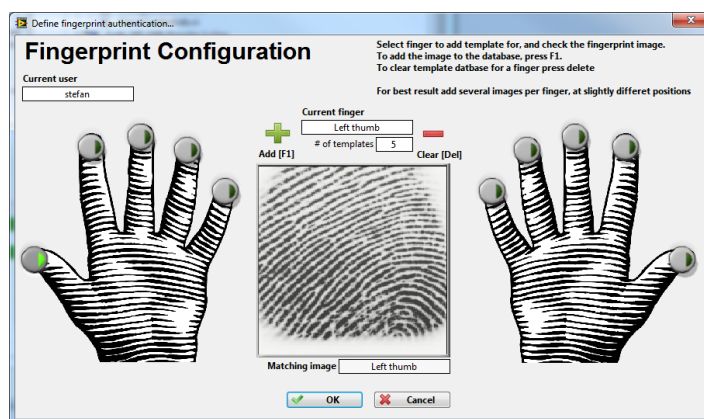 Define fingerprint authentication...
Fingerprint Configuration
Select finger to add template for, and check the fingerprint image.
To add the image to the database, press F1.
To clear template datbase for a finger press delete
For best result add several images per finger, at slightly differet positions
Current user
stefan
Current finger
Left thumb
# of templates 5
Add [F1]
Clear [Del]
Matching image Left thumb
OK
Cancel